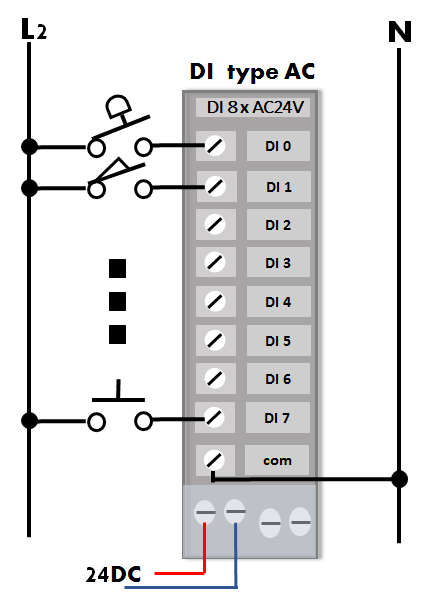 L2
N
DI type AC
DI 8 x AC24V
DI 0
DI 1
DI 2
DI 3
DI 4
DI 5
DI 6
DI 7
com
24DC